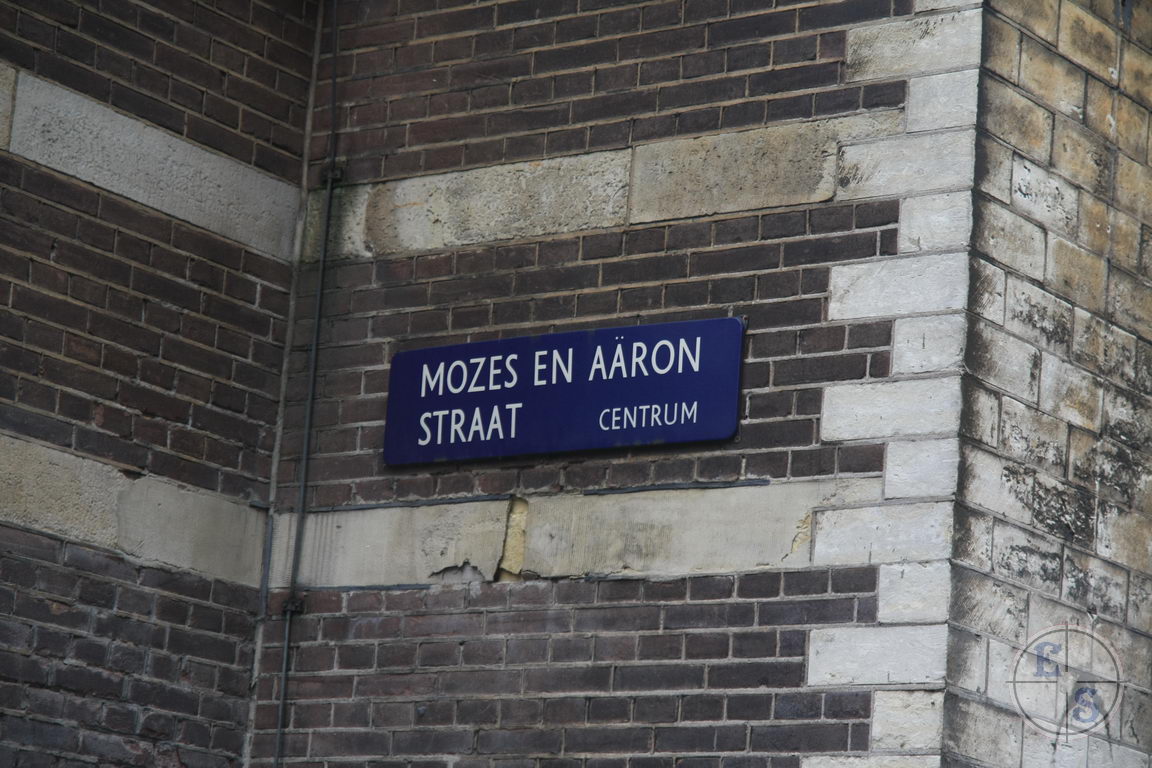 MOZES EN AÄRON
STRAAT CENTRUM
E
S